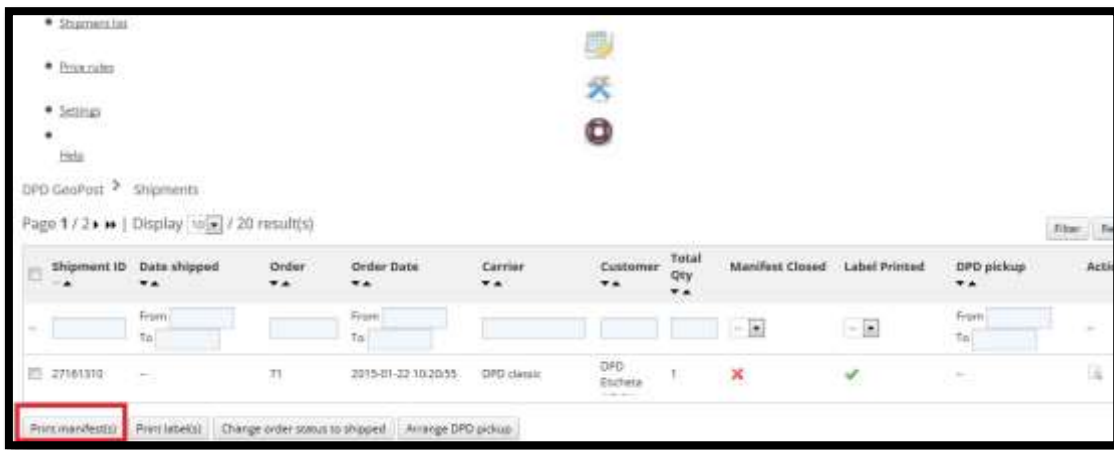 Shipment list
Price rules
Settings
Help
DPD GeoPost > Shipments
Page 1 / 2 | Display 10 / 20 result(s)
Filter
Shipment ID Date shipped Order Order Date Carrier Customer Total Qty Manifest Closed Label Printed DPD pickup
-- From To From To -- -- From To --
27161310 -- 71 2015-01-22 10:20:55 DPD classic DPD 1 --
Print manifest(s) Print label(s) Change order status to shipped Arrange DPD pickup